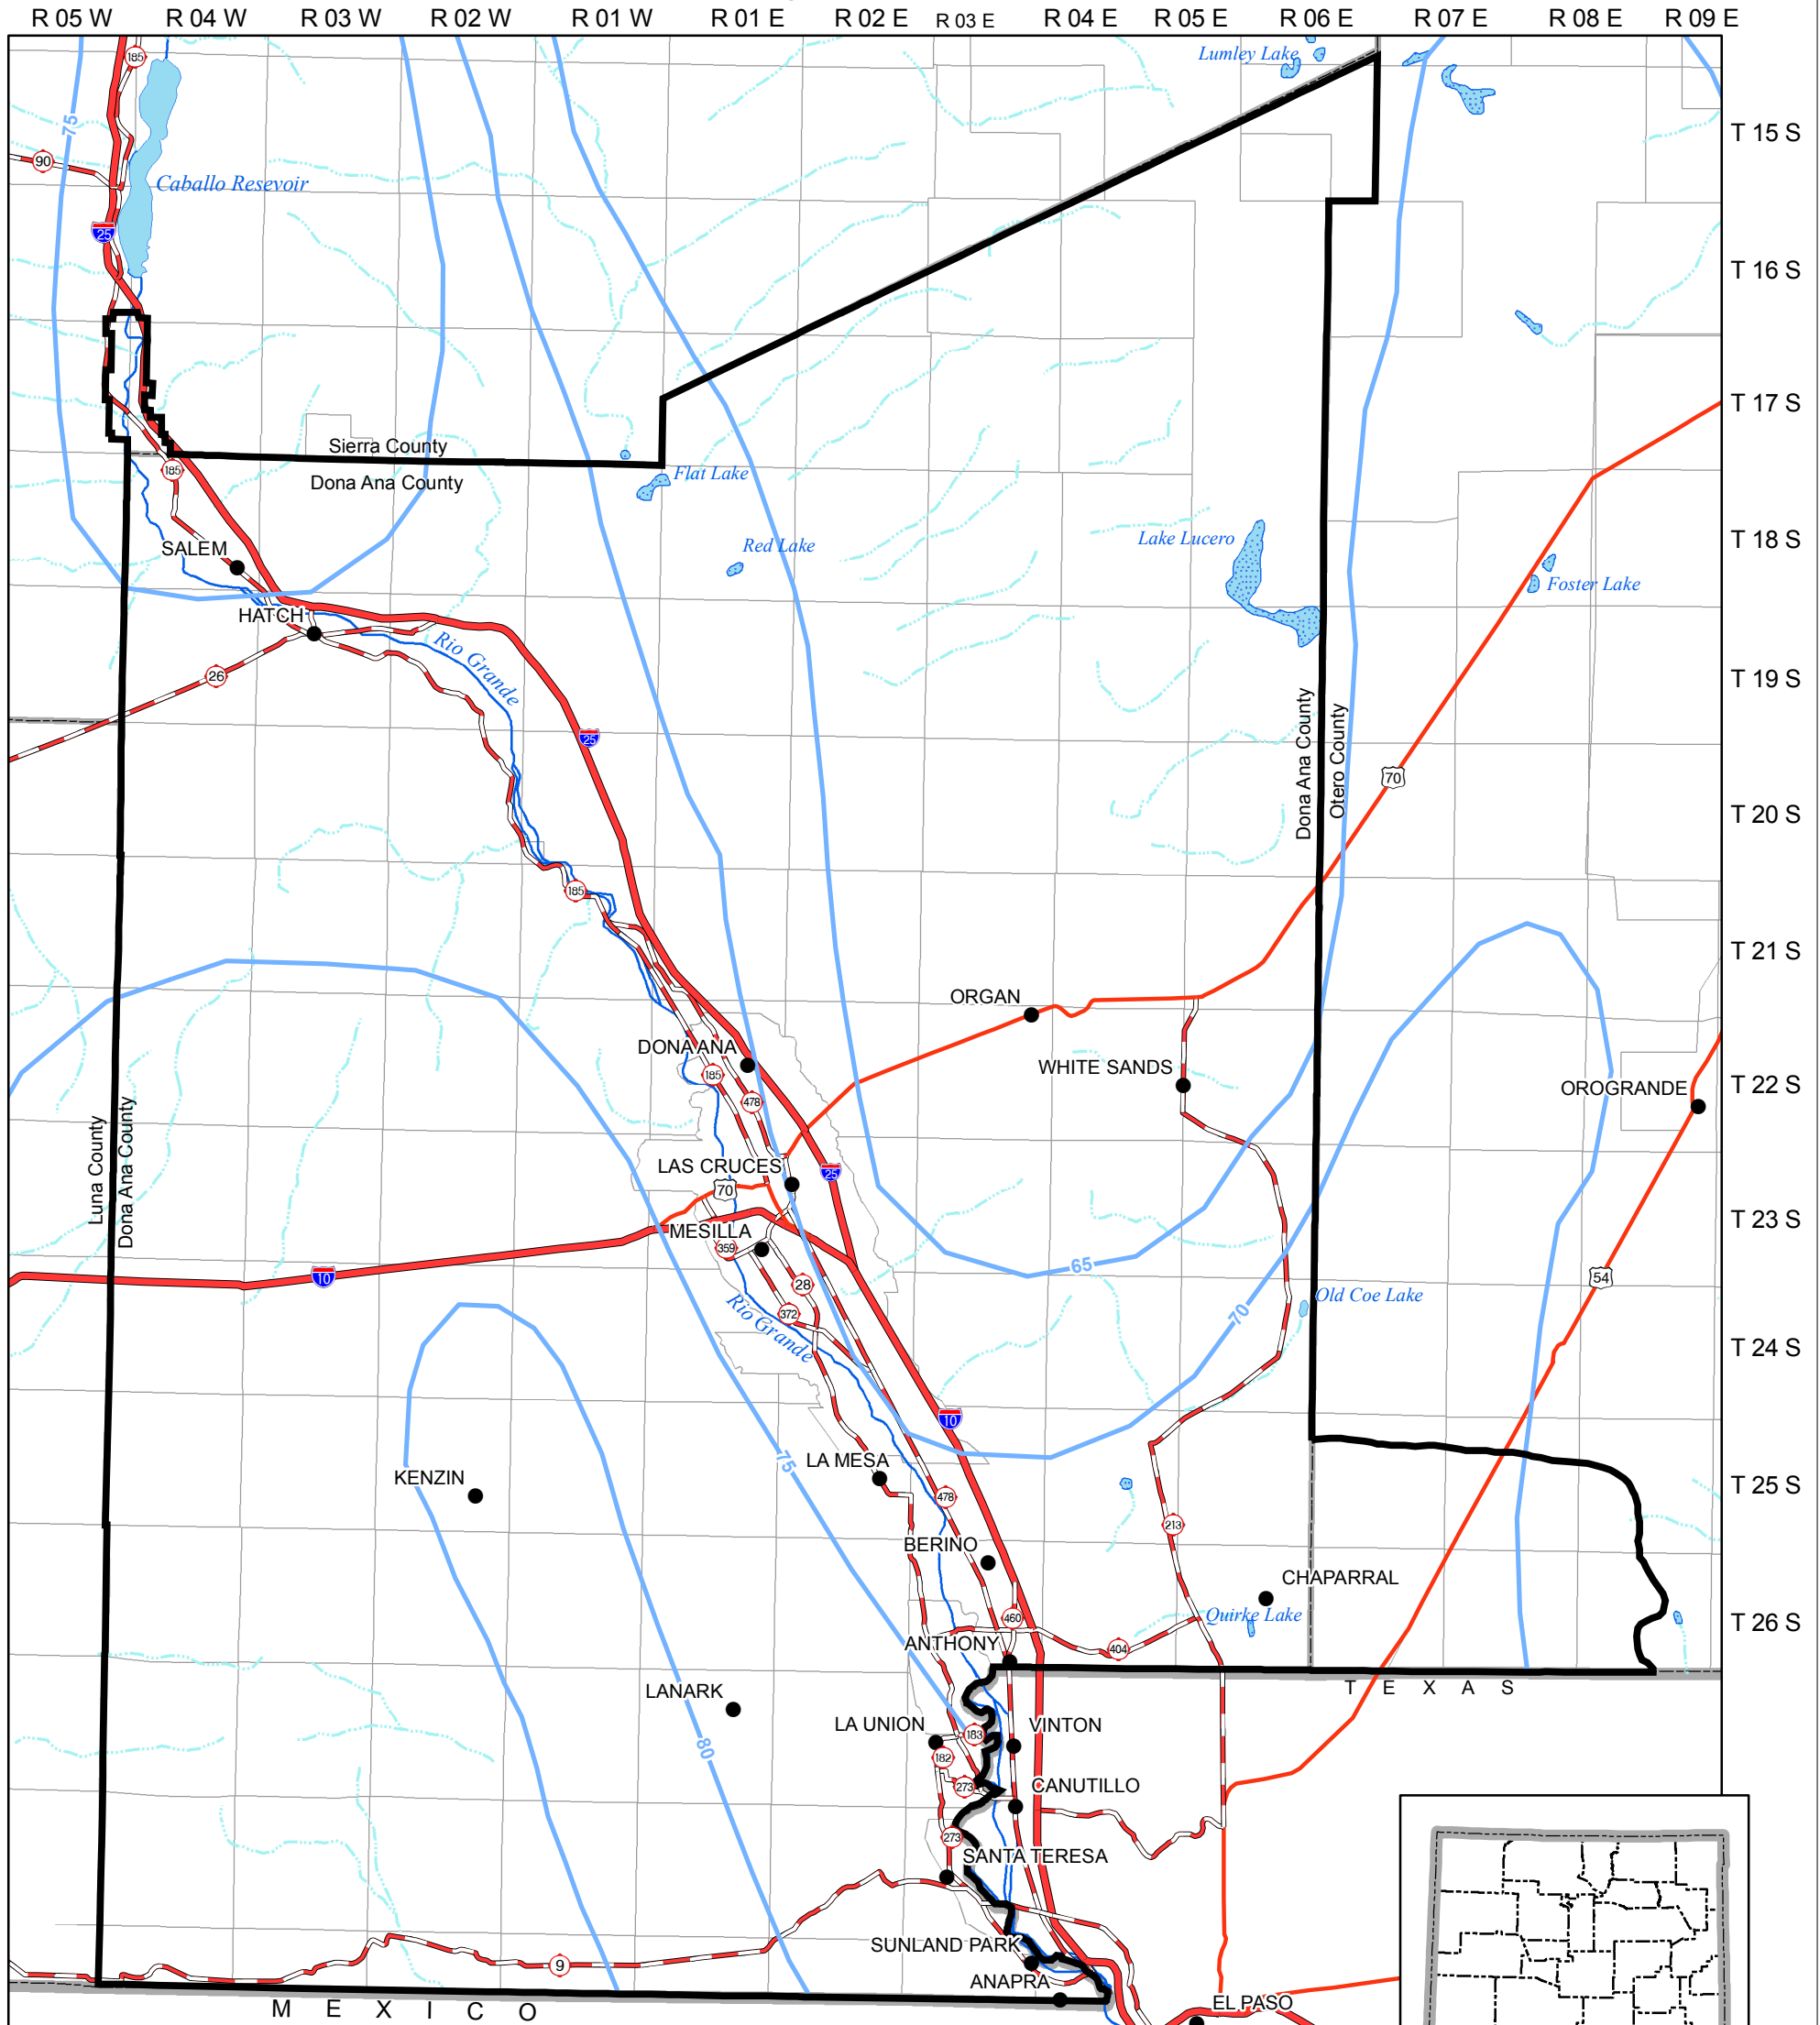 R 05 W R 04 W R 03 W R 02 W R 01 W R 01 E R 02 E R 03 E R 04 E R 05 E R 06 E R 07 E R 08 E R 09 E
Lumley Lake
185
75
T 15 S
90
Caballo Resevoir
25
T 16 S
T 17 S
Sierra County
185
Flat Lake
Dona Ana County
Red Lake
Lake Lucero
T 18 S
SALEM
Foster Lake
HATCH
Rio Grande
26
T 19 S
25
Dona Ana County
Otero County
70
T 20 S
185
T 21 S
ORGAN
DONA ANA
WHITE SANDS
185
T 22 S
OROGRANDE
478
Luna County
Dona Ana County
LAS CRUCES
25
70
T 23 S
MESILLA
359
65
10
28
54
Old Coe Lake
372
70
Rio Grande
T 24 S
10
75
LA MESA
KENZIN
T 25 S
478
213
BERINO
CHAPARRAL
460
Quirke Lake
T 26 S
ANTHONY
404
TEXAS
LANARK
LA UNION
183
VINTON
80
182
273
CANUTILLO
273
SANTA TERESA
SUNLAND PARK
9
ANAPRA
MEXICO
EL PASO